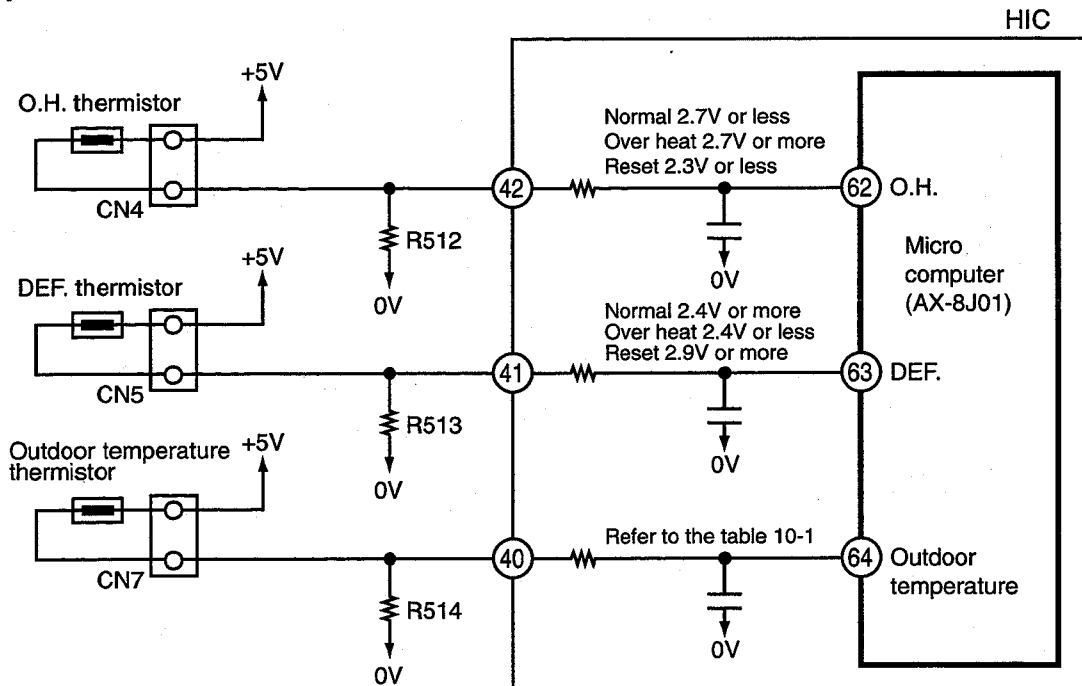 HIC
+5V
O.H. thermistor
CN4
R512
0V
42
Normal 2.7V or less
Over heat 2.7V or more
Reset 2.3V or less
0V
62
O.H.
Micro
computer
(AX-8J01)
+5V
DEF. thermistor
CN5
R513
0V
41
Normal 2.4V or more
Over heat 2.4V or less
Reset 2.9V or more
0V
63
DEF.
+5V
Outdoor temperature
thermistor
CN7
R514
0V
40
Refer to the table 10-1
0V
64
Outdoor
temperature